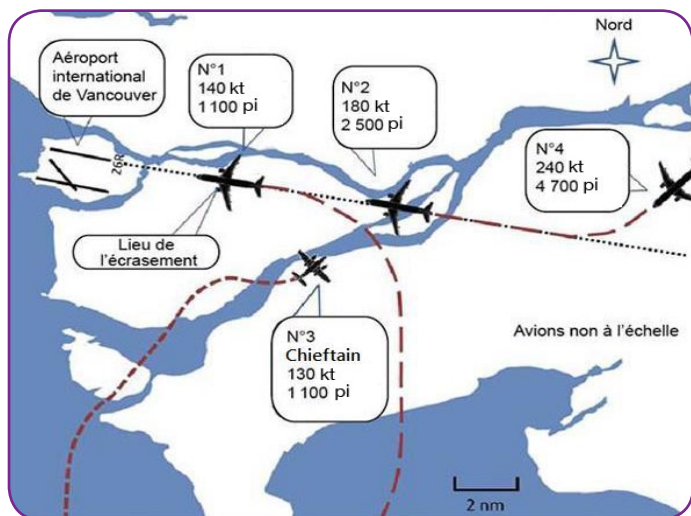 Nord
Aéroport
international
de Vancouver
N°1
140 kt
1 100 pi
N°2
180 kt
2 500 pi
N°4
240 kt
4 700 pi
26R
Lieu de
l'écrasement
N°3
Chieftain
130 kt
1 100 pi
Avions non à l'échelle
2 nm